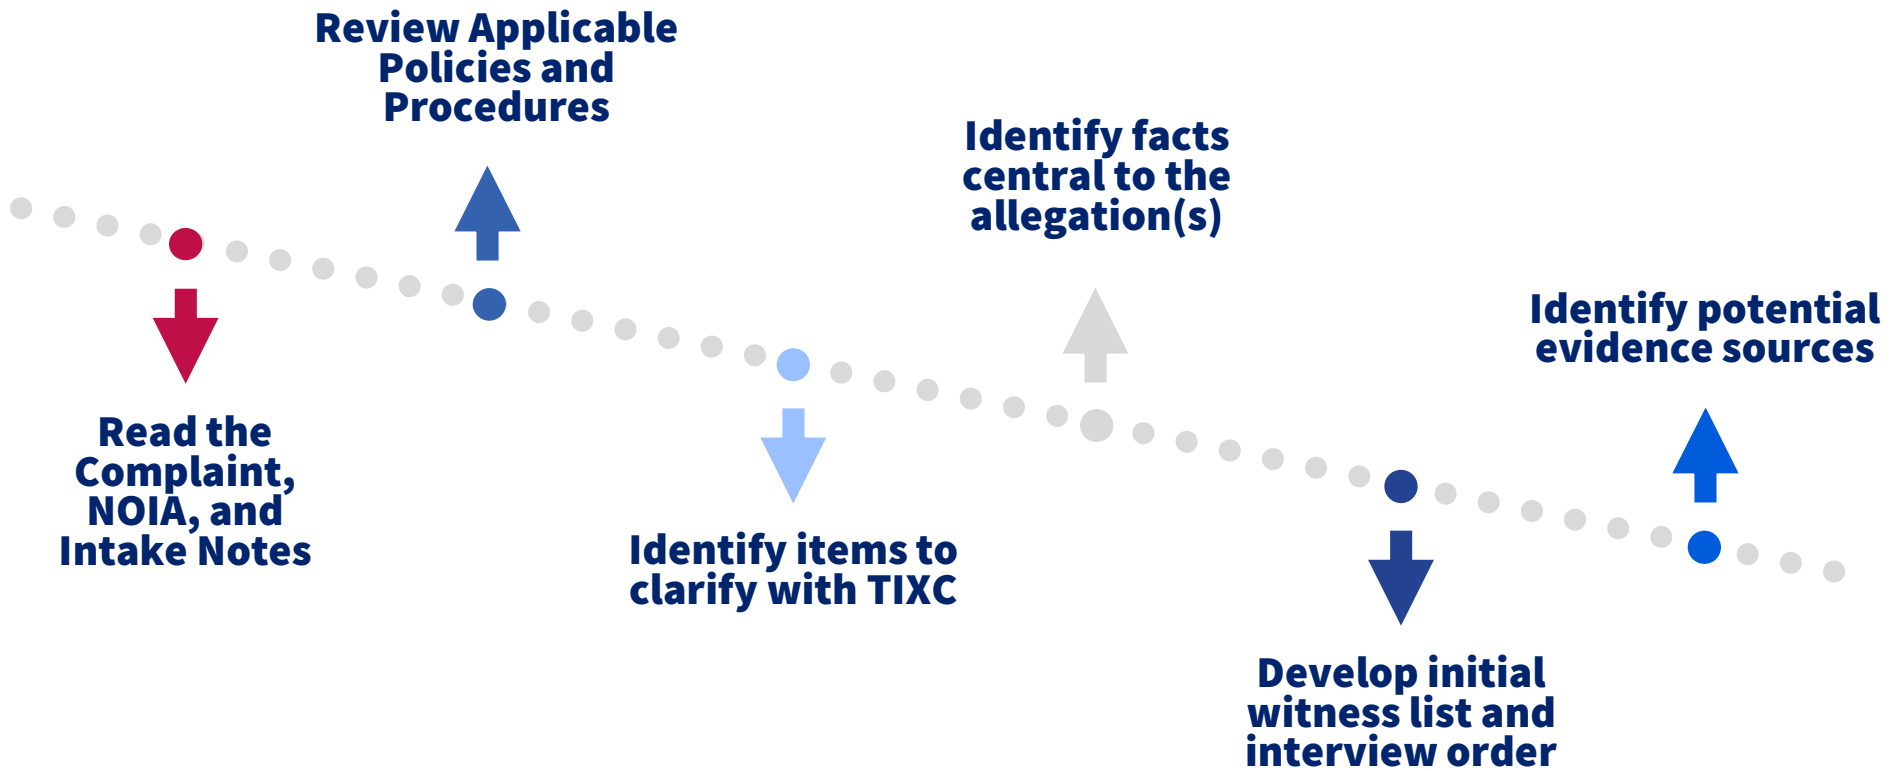 Review Applicable
Policies and
Procedures
Identify facts
central to the
allegation(s)
Identify potential
evidence sources
Read the
Complaint,
NOIA, and
Intake Notes
Identify items to
clarify with TIXC
Develop initial
witness list and
interview order